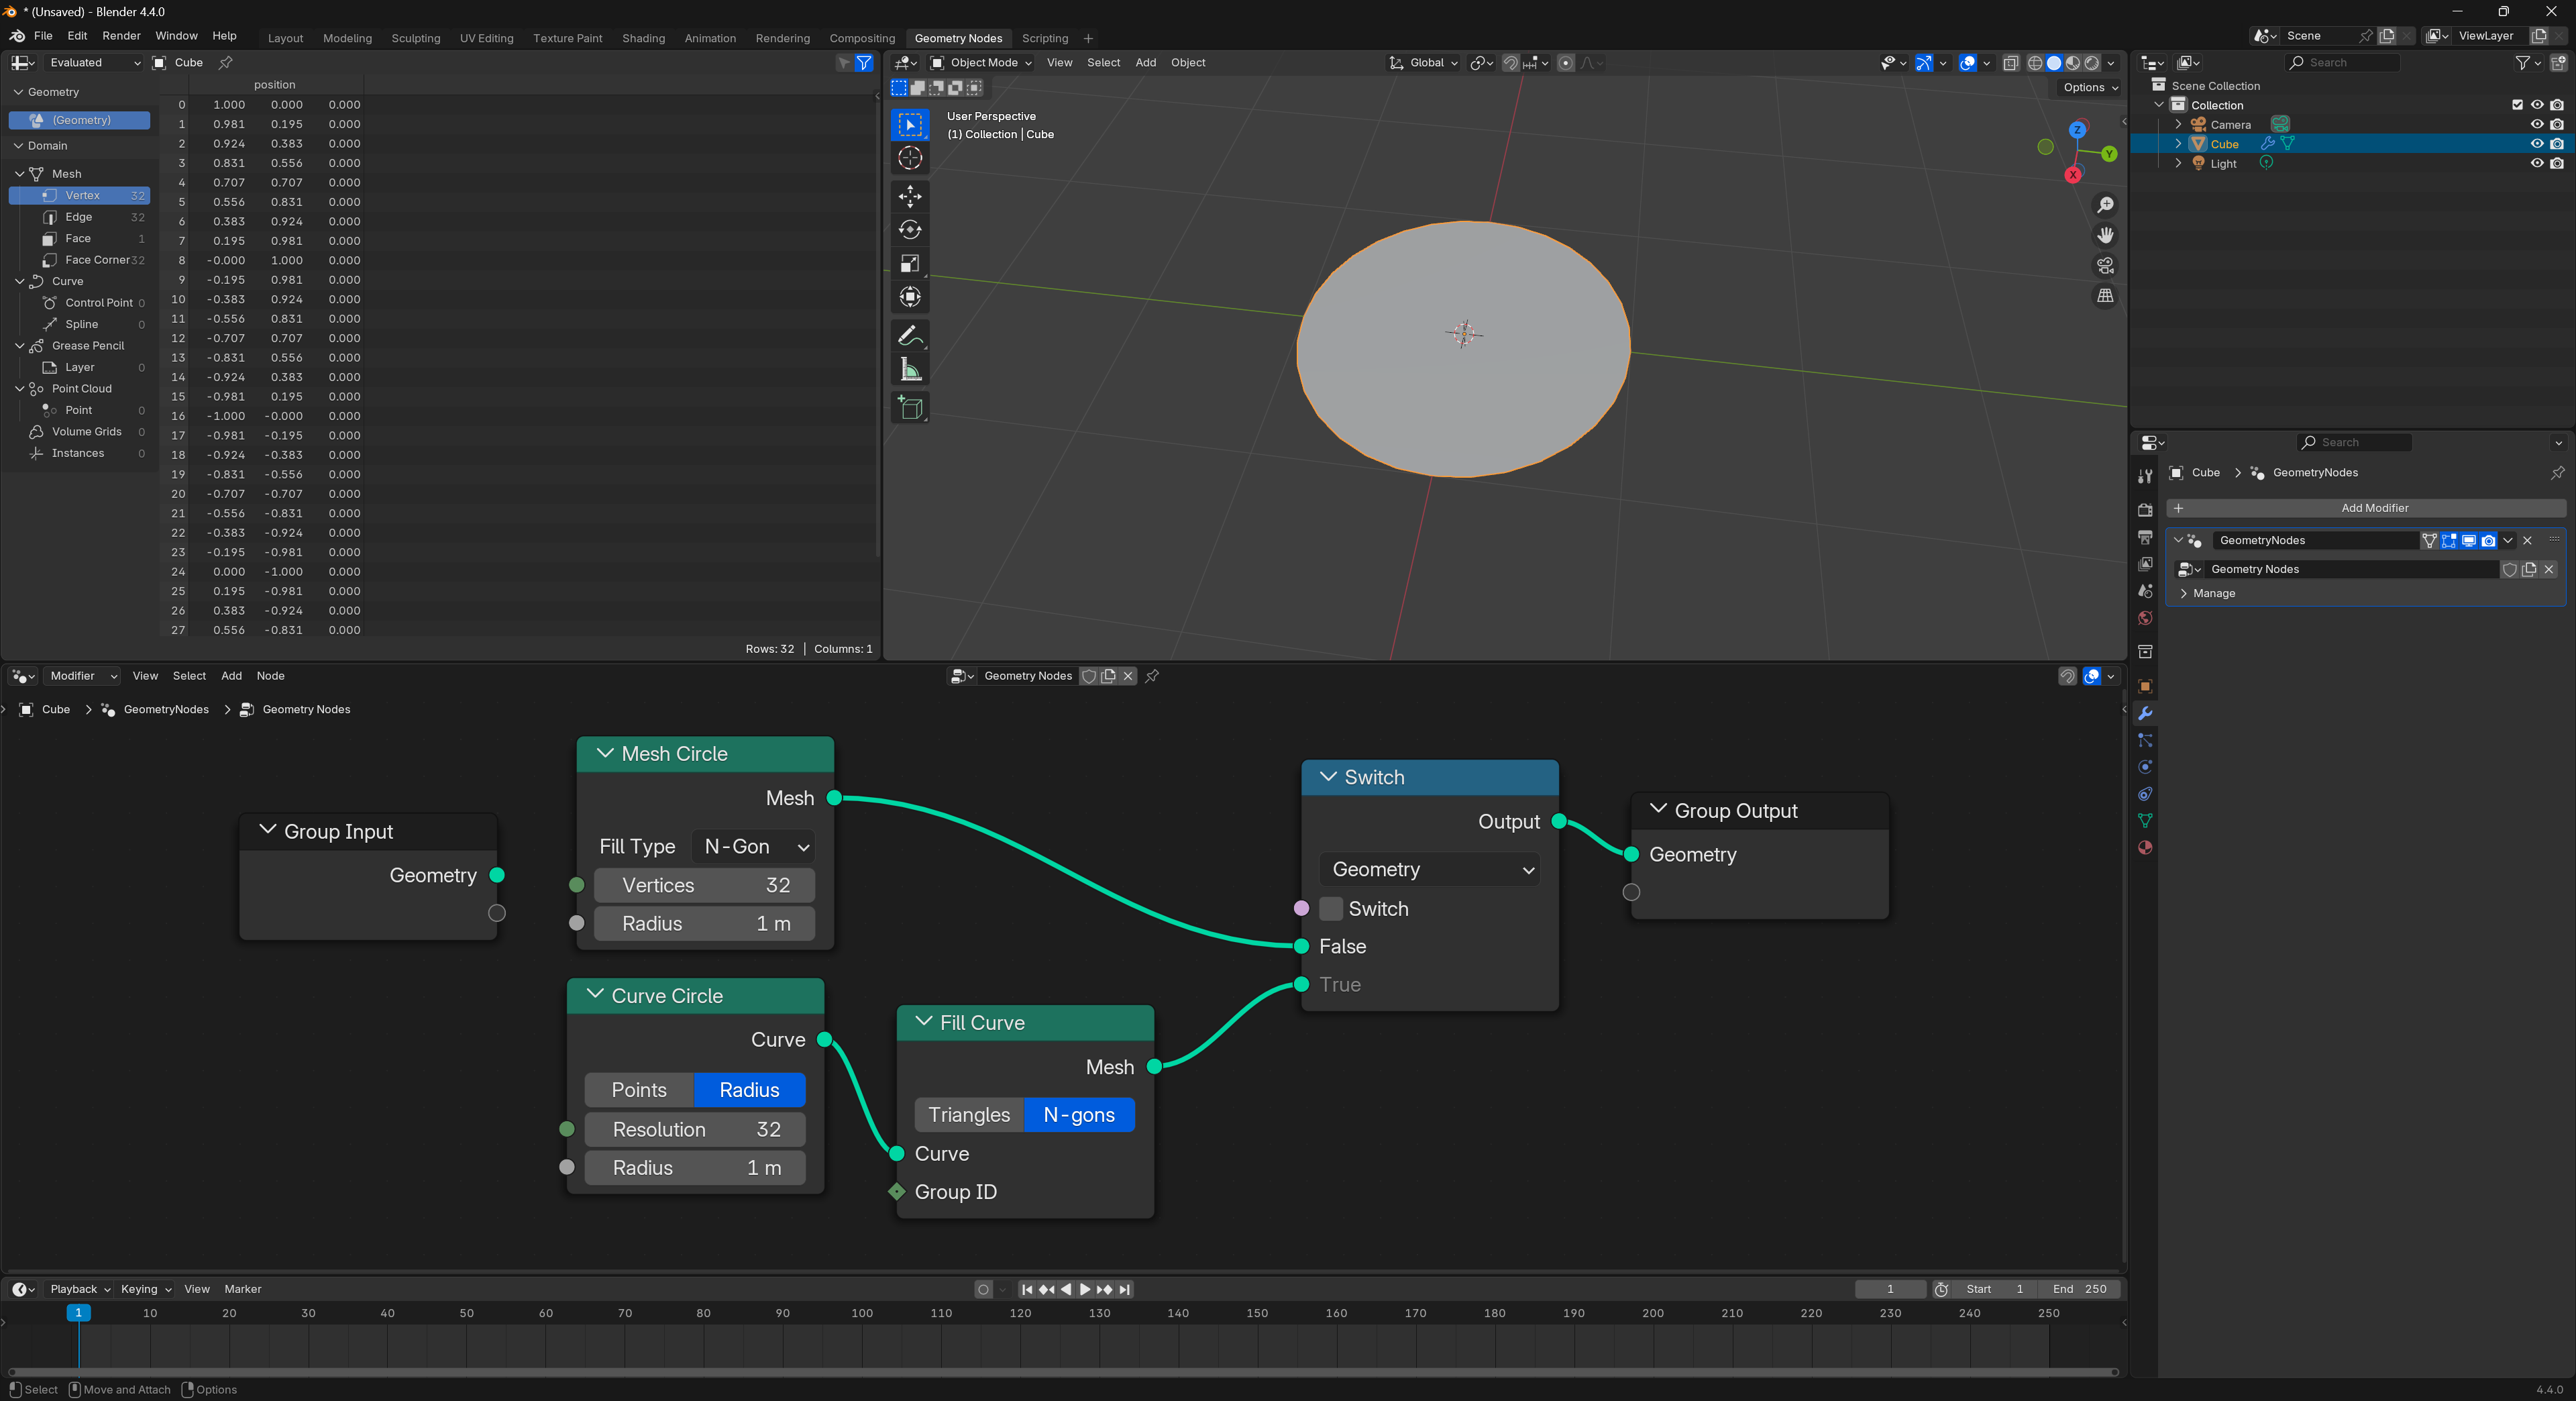 * (Unsaved) - Blender 4.4.0
File Edit Render Window Help Layout Modeling Sculpting UV Editing Texture Paint Shading Animation Rendering Compositing Geometry Nodes Scripting
Scene ViewLayer
Evaluated Cube
Object Mode View Select Add Object Global
Search
Options
position
Geometry
(Geometry)
Domain
Mesh
Vertex 32
Edge 32
Face 1
Face Corner 32
Curve
Control Point 0
Spline 0
Grease Pencil
Layer 0
Point Cloud
Point 0
Volume Grids 0
Instances 0
0 1.000 0.000 0.000
1 0.981 0.195 0.000
2 0.924 0.383 0.000
3 0.831 0.556 0.000
4 0.707 0.707 0.000
5 0.556 0.831 0.000
6 0.383 0.924 0.000
7 0.195 0.981 0.000
8 -0.000 1.000 0.000
9 -0.195 0.981 0.000
10 -0.383 0.924 0.000
11 -0.556 0.831 0.000
12 -0.707 0.707 0.000
13 -0.831 0.556 0.000
14 -0.924 0.383 0.000
15 -0.981 0.195 0.000
16 -1.000 -0.000 0.000
17 -0.981 -0.195 0.000
18 -0.924 -0.383 0.000
19 -0.831 -0.556 0.000
20 -0.707 -0.707 0.000
21 -0.556 -0.831 0.000
22 -0.383 -0.924 0.000
23 -0.195 -0.981 0.000
24 0.000 -1.000 0.000
25 0.195 -0.981 0.000
26 0.383 -0.924 0.000
27 0.556 -0.831 0.000
Rows: 32 | Columns: 1
User Perspective
(1) Collection | Cube
Z
Y
X
Scene Collection
Collection
Camera
Cube
Light
Search
Cube GeometryNodes
Add Modifier
GeometryNodes
Geometry Nodes
Manage
Modifier View Select Add Node Geometry Nodes
Cube GeometryNodes Geometry Nodes
Group Input
Geometry
Mesh Circle
Mesh
Fill Type N-Gon
Vertices 32
Radius 1 m
Curve Circle
Curve
Points Radius
Resolution 32
Radius 1 m
Fill Curve
Mesh
Triangles N-gons
Curve
Group ID
Switch
Output
Geometry
Switch
False
True
Group Output
Geometry
Playback Keying View Marker 1 Start 1 End 250
1 10 20 30 40 50 60 70 80 90 100 110 120 130 140 150 160 170 180 190 200 210 220 230 240 250
Select Move and Attach Options 4.4.0